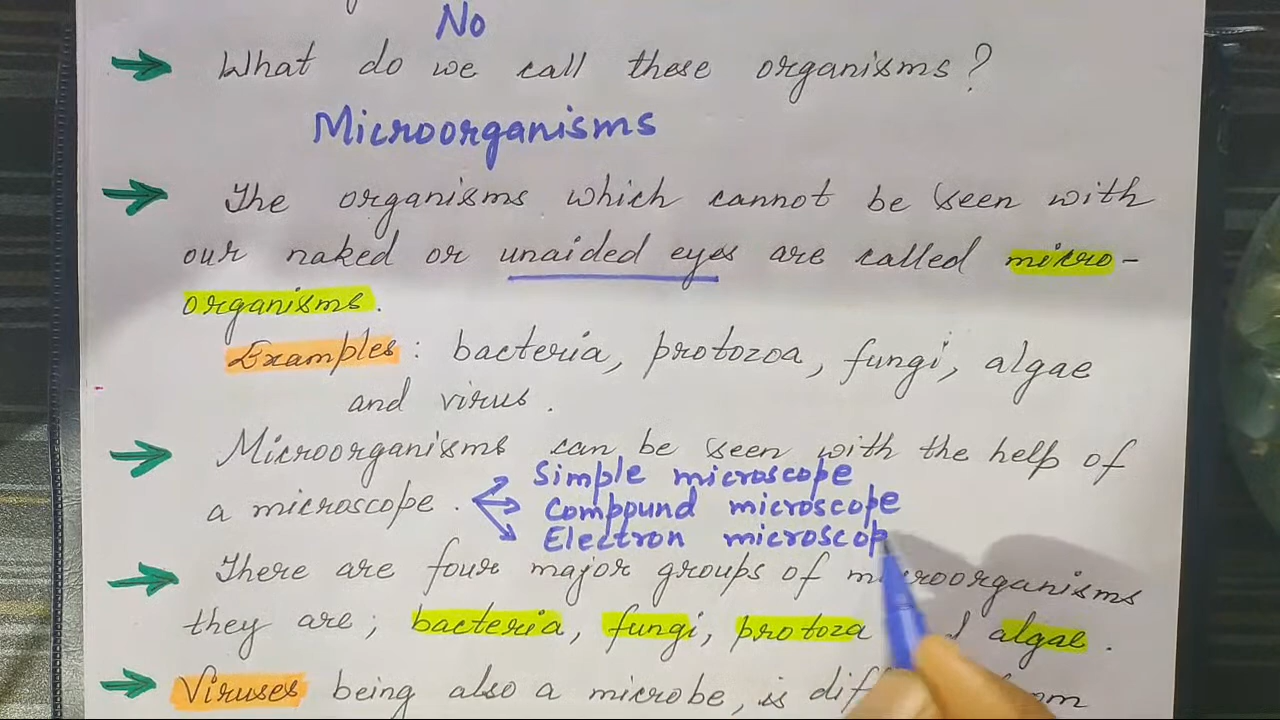 No
What do we call these organisms?
Microorganisms
The organisms which cannot be seen with
our naked or unaided eyes are called micro-
organisms.
Examples : bacteria, protozoa, fungi, algae
and virus.
Microorganisms can be seen with the help of
a microscope.
Simple microscope
Compound microscope
Electron microscop
There are four major groups of microorganisms
they are; bacteria, fungi, protoza algae.
Viruses being also a microbe, is